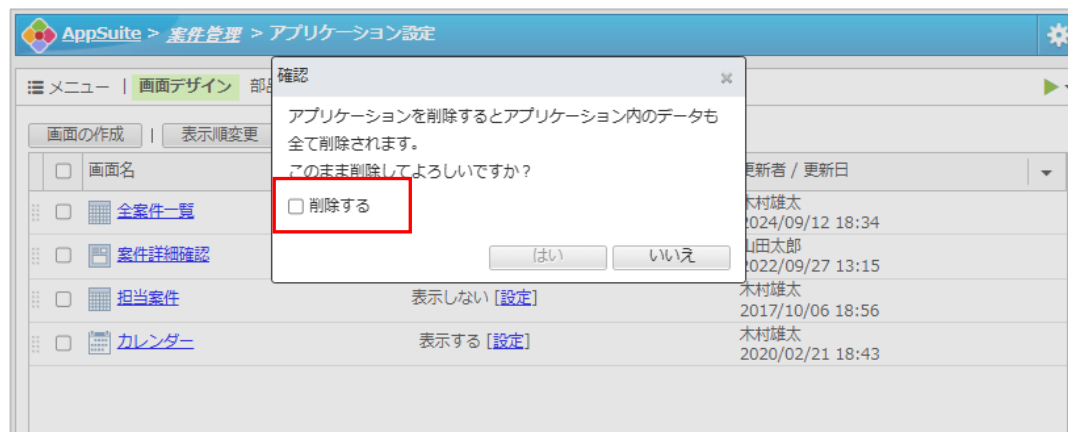 AppSuite > 案件管理 > アプリケーション設定
メニュー | 画面デザイン
確認
アプリケーションを削除するとアプリケーション内のデータも
全て削除されます。
このまま削除してよろしいですか？
削除する
はい いいえ
画面の作成 | 表示順変更
画面名 更新者 / 更新日
全案件一覧 木村雄太
2024/09/12 18:34
案件詳細確認 山田太郎
2022/09/27 13:15
担当案件 表示しない [設定] 木村雄太
2017/10/06 18:56
カレンダー 表示する [設定] 木村雄太
2020/02/21 18:43